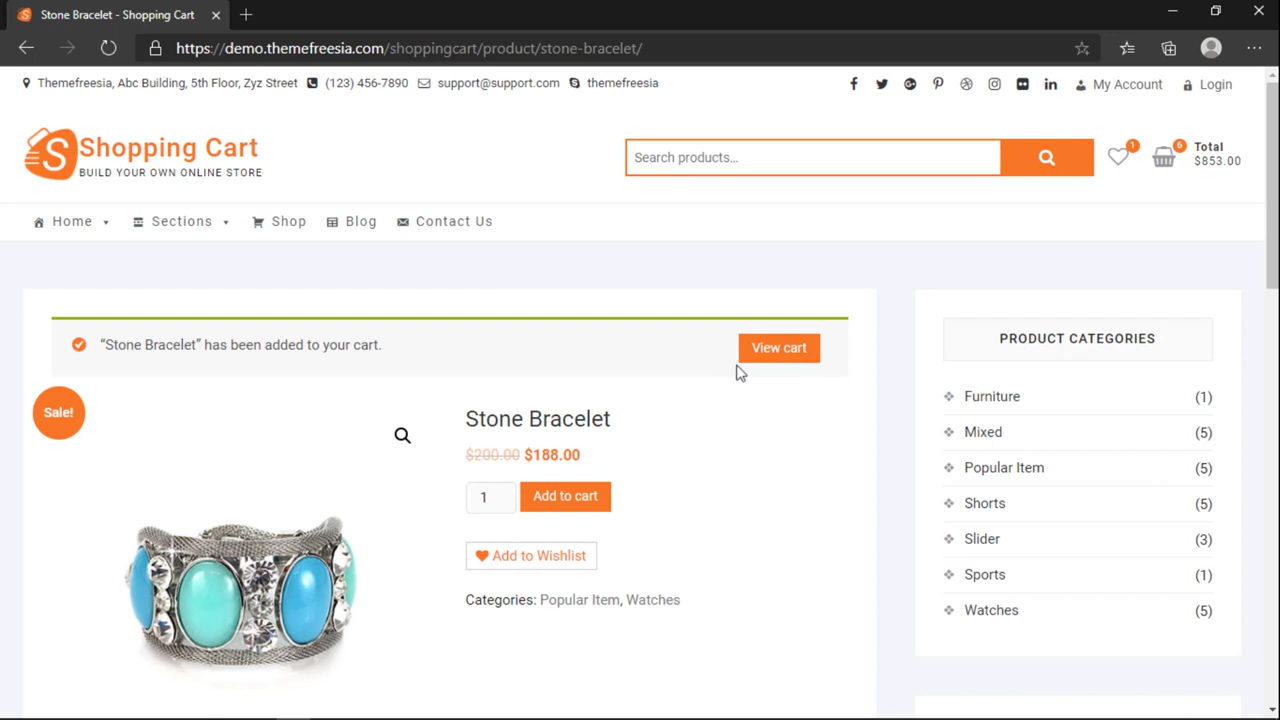 Stone Bracelet - Shopping Cart
https://demo.themefreesia.com/shoppingcart/product/stone-bracelet/
Themefreesia, Abc Building, 5th Floor, Zyz Street (123) 456-7890 support@support.com themefreesia My Account Login
Shopping Cart
BUILD YOUR OWN ONLINE STORE
Search products...
1
6
Total
$853.00
Home Sections Shop Blog Contact Us
"Stone Bracelet" has been added to your cart.
View cart
Sale!
Stone Bracelet
$200.00 $188.00
1 Add to cart
Add to Wishlist
Categories: Popular Item, Watches
PRODUCT CATEGORIES
Furniture (1)
Mixed (5)
Popular Item (5)
Shorts (5)
Slider (3)
Sports (1)
Watches (5)